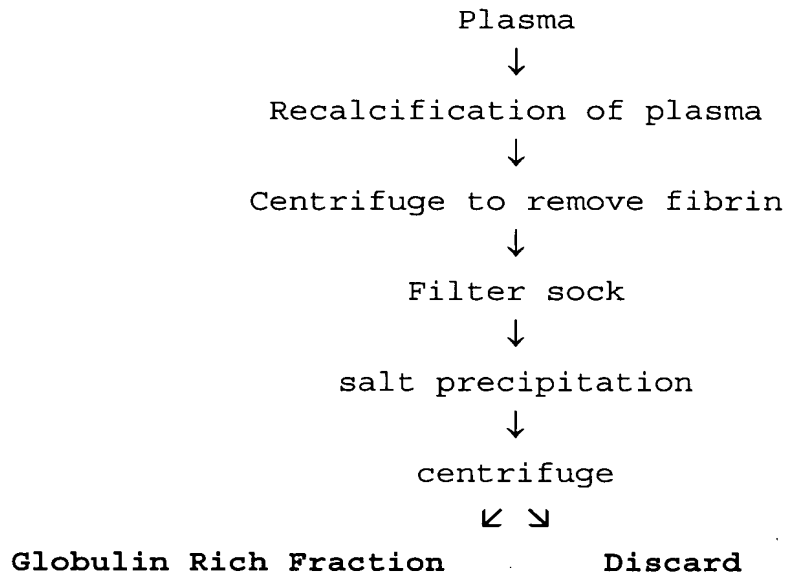 Plasma
↓
Recalcification of plasma
↓
Centrifuge to remove fibrin
↓
Filter sock
↓
salt precipitation
↓
centrifuge
↙ ↘
Globulin Rich Fraction Discard